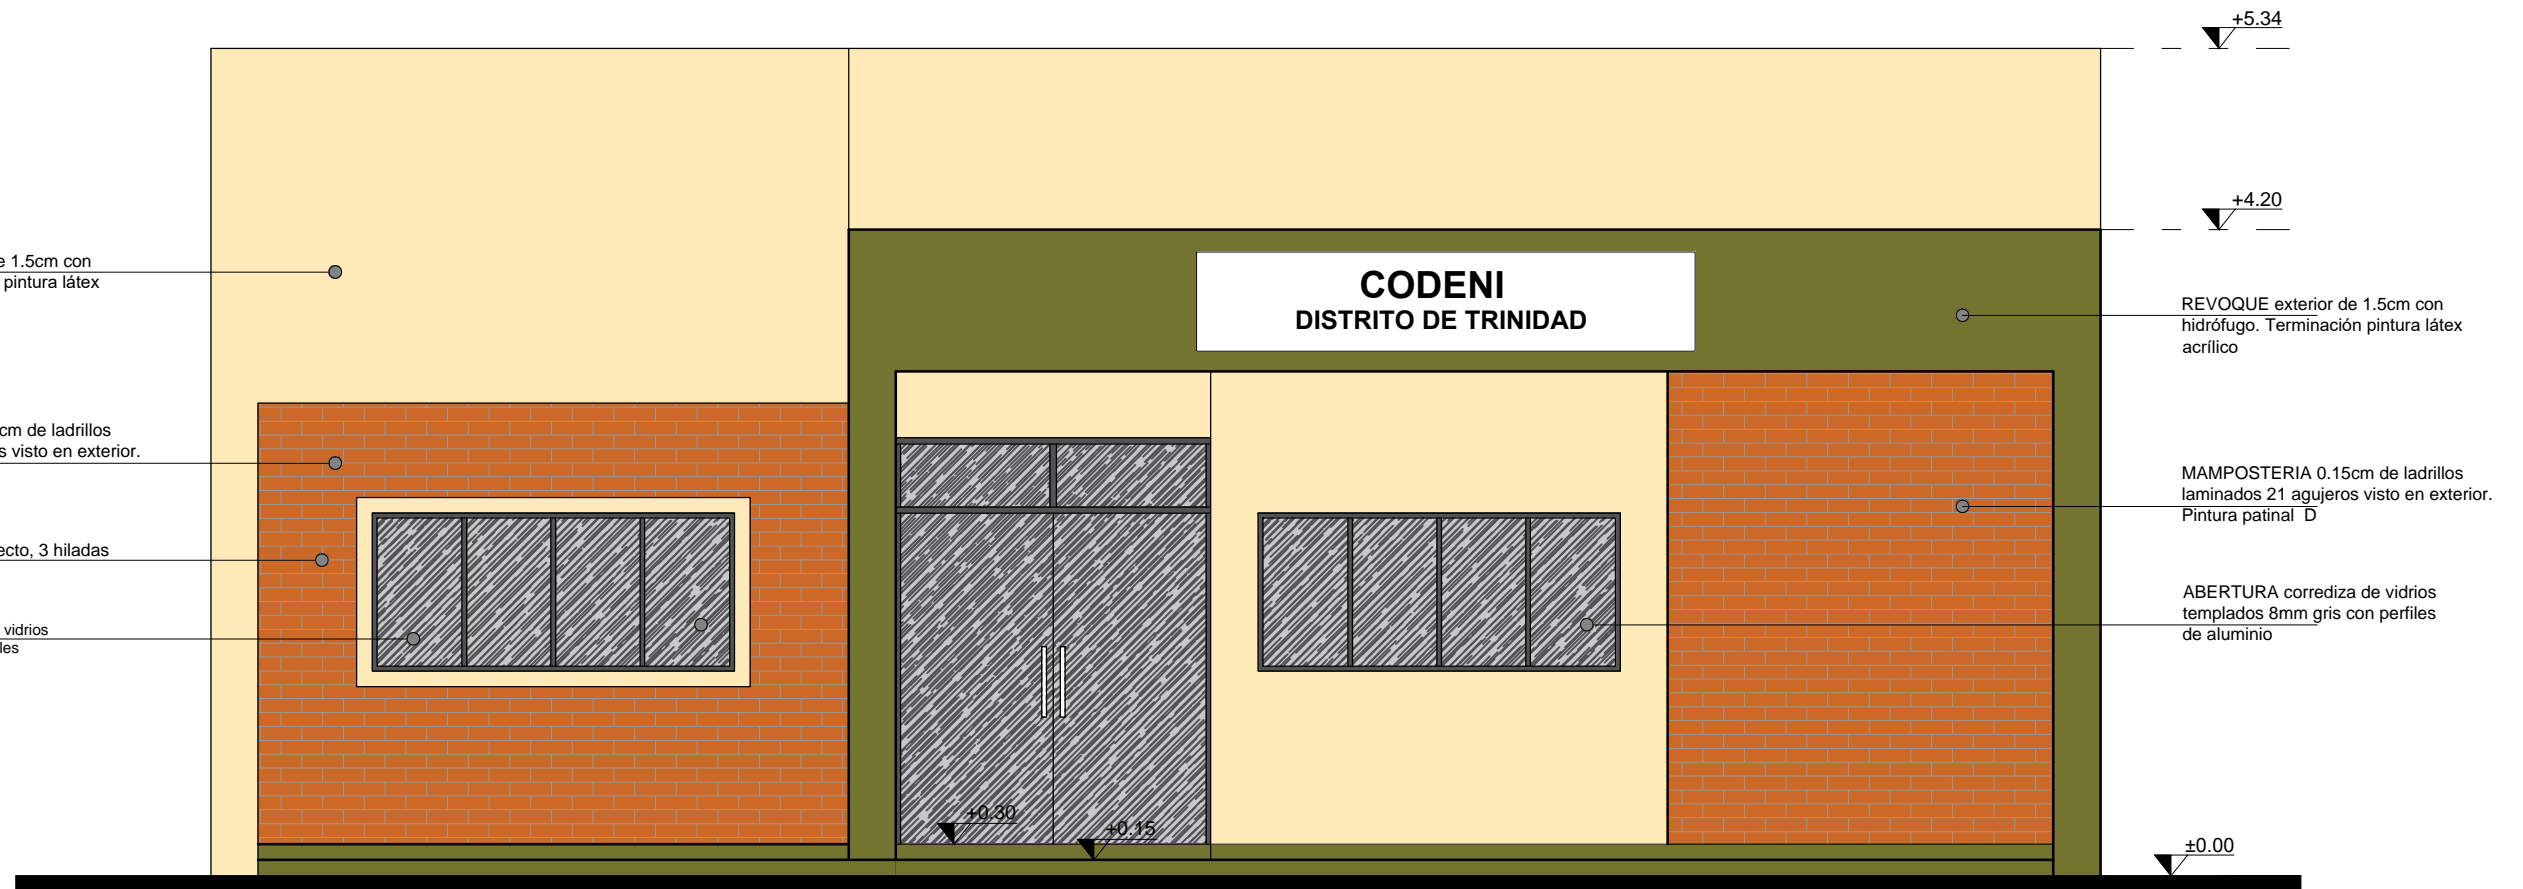 +5.34
+4.20
e 1.5cm con
pintura látex
CODENI
DISTRITO DE TRINIDAD
REVOQUE exterior de 1.5cm con
hidrófugo. Terminación pintura látex
acrílico
cm de ladrillos
s visto en exterior.
MAMPOSTERIA 0.15cm de ladrillos
laminados 21 agujeros visto en exterior.
Pintura patinal D
ecto, 3 hiladas
vidrios
les
ABERTURA corrediza de vidrios
templados 8mm gris con perfiles
de aluminio
+0.30
+0.15
±0.00